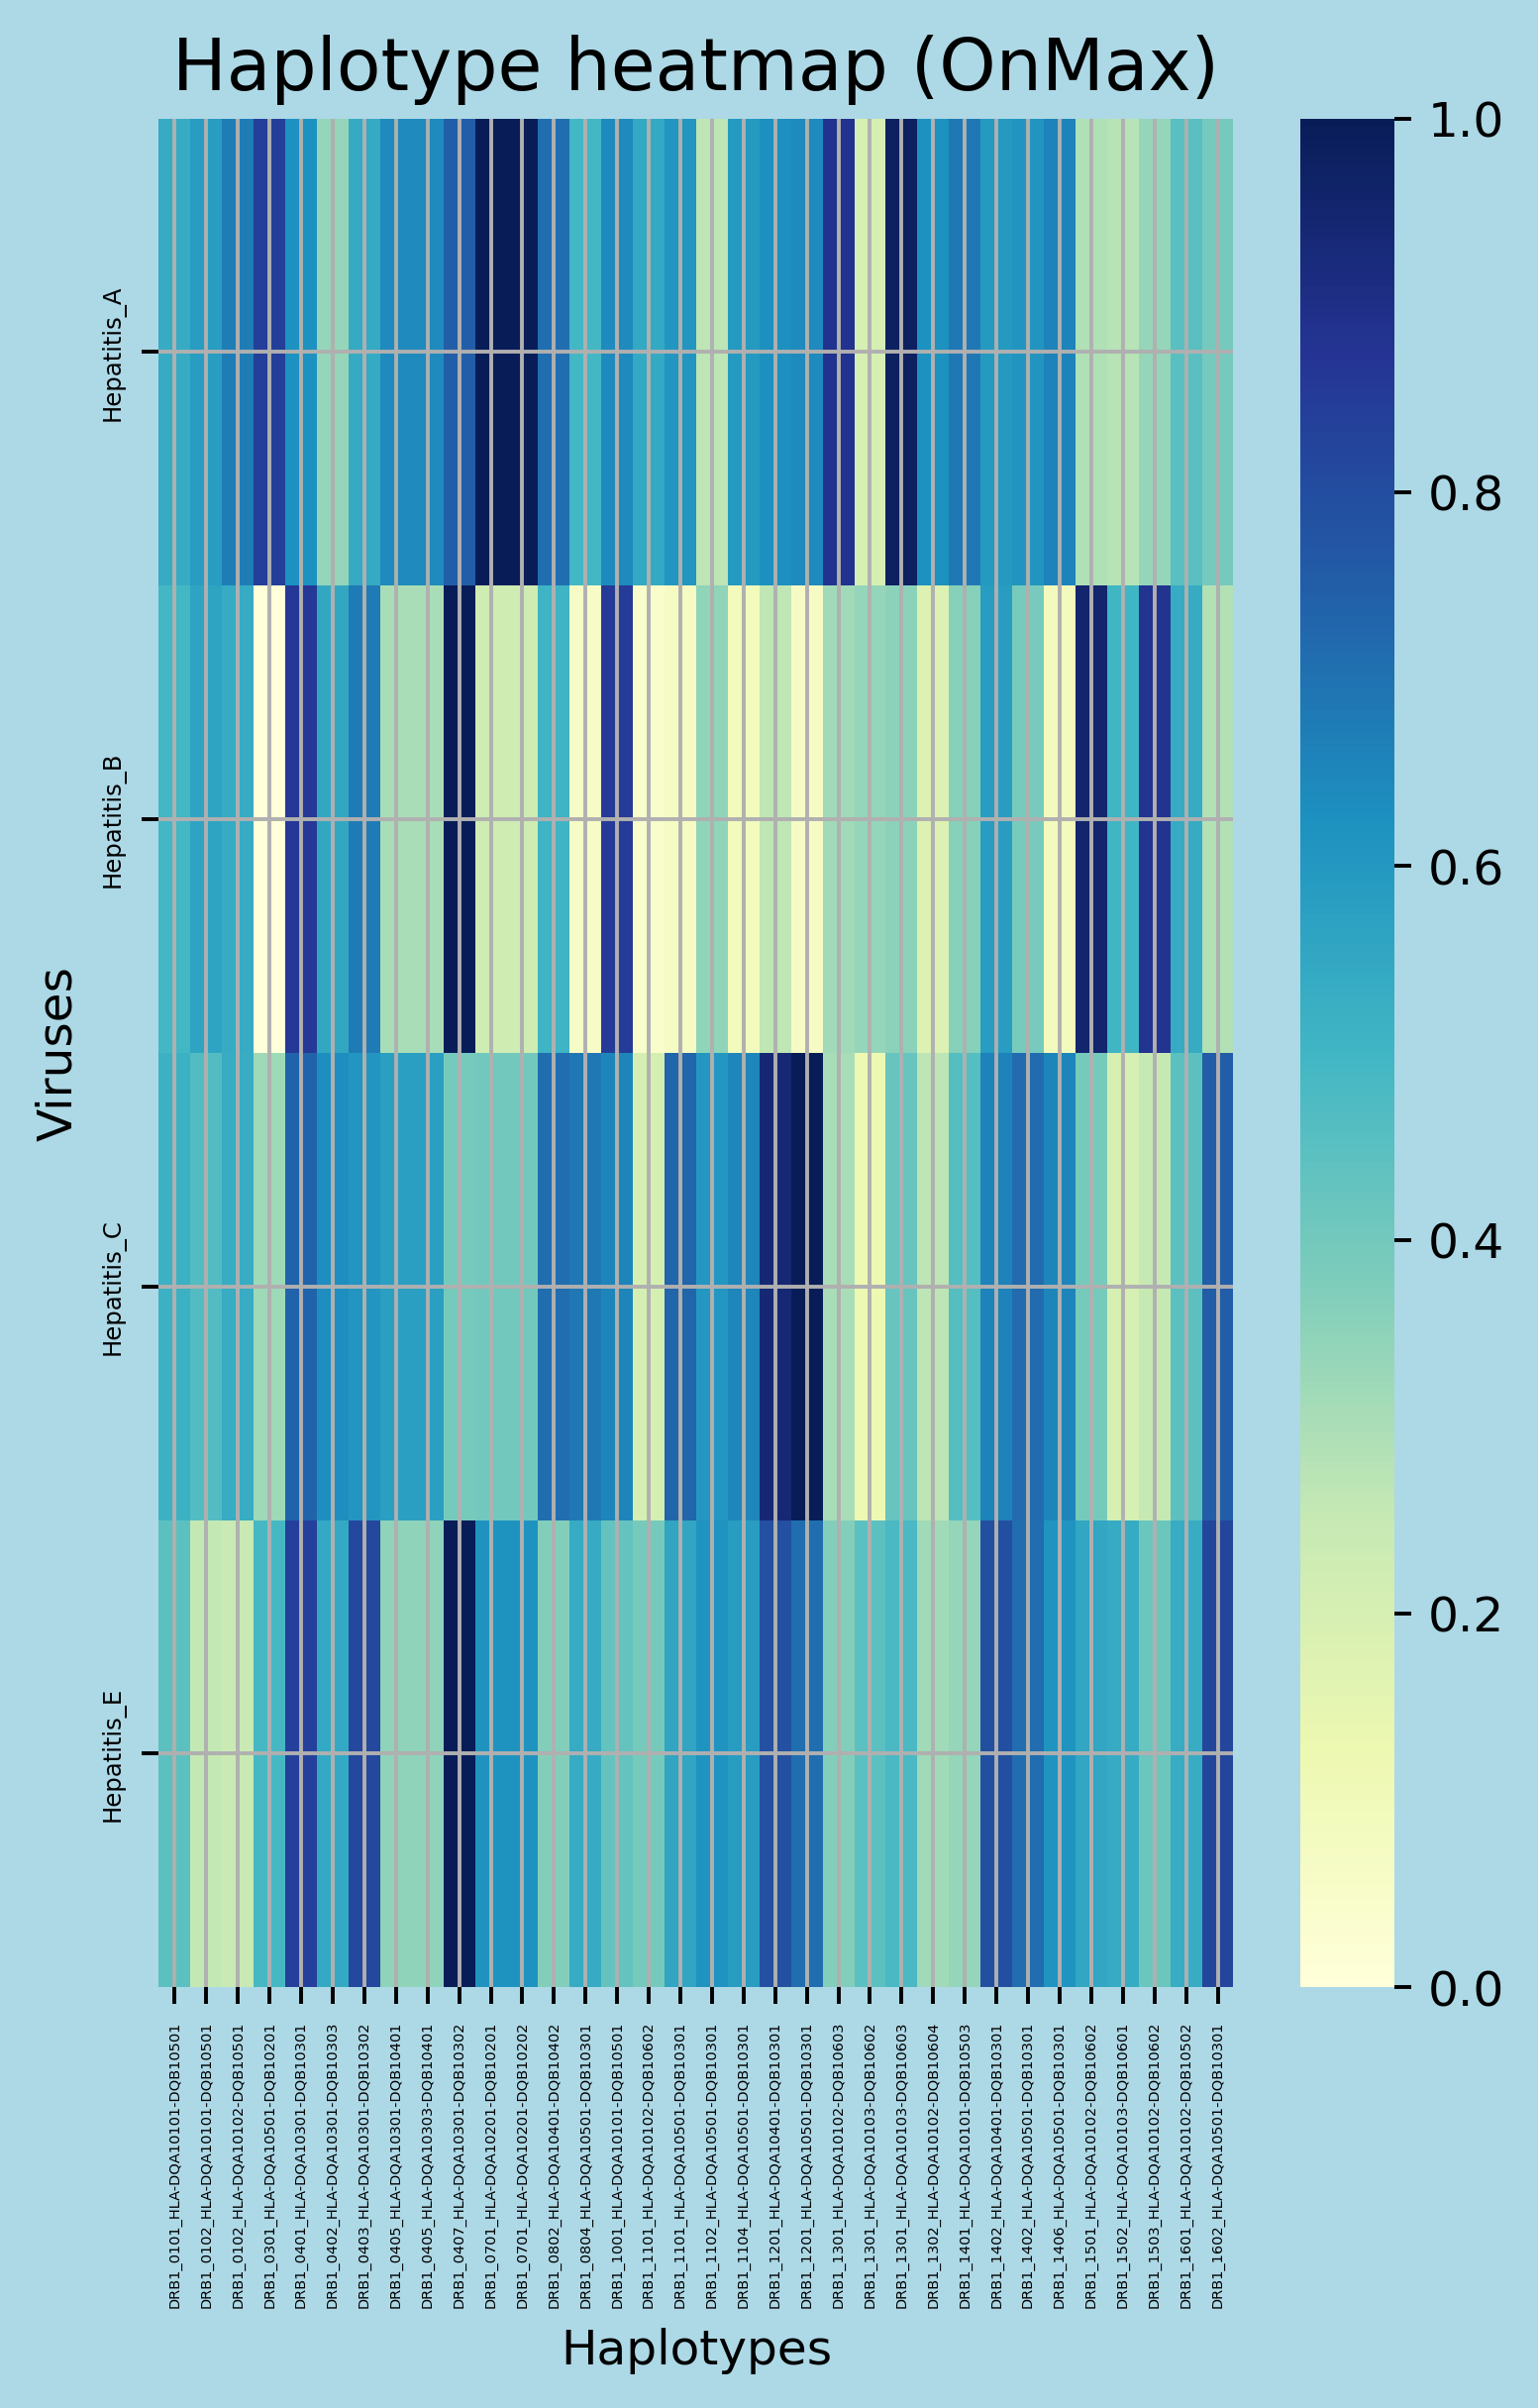 Haplotype heatmap (OnMax)
1.0
0.8
0.6
0.4
0.2
0.0
Viruses
Hepatitis_A
Hepatitis_B
Hepatitis_C
Hepatitis_E
DRB1_0101_HLA-DQA10101-DQB10501
DRB1_0102_HLA-DQA10101-DQB10501
DRB1_0102_HLA-DQA10102-DQB10501
DRB1_0301_HLA-DQA10501-DQB10201
DRB1_0401_HLA-DQA10301-DQB10301
DRB1_0402_HLA-DQA10301-DQB10303
DRB1_0403_HLA-DQA10301-DQB10302
DRB1_0405_HLA-DQA10301-DQB10401
DRB1_0405_HLA-DQA10303-DQB10401
DRB1_0407_HLA-DQA10301-DQB10302
DRB1_0701_HLA-DQA10201-DQB10201
DRB1_0701_HLA-DQA10201-DQB10202
DRB1_0802_HLA-DQA10401-DQB10402
DRB1_0804_HLA-DQA10501-DQB10301
DRB1_1001_HLA-DQA10101-DQB10501
DRB1_1101_HLA-DQA10102-DQB10602
DRB1_1101_HLA-DQA10501-DQB10301
DRB1_1102_HLA-DQA10501-DQB10301
DRB1_1104_HLA-DQA10501-DQB10301
DRB1_1201_HLA-DQA10401-DQB10301
DRB1_1201_HLA-DQA10501-DQB10301
DRB1_1301_HLA-DQA10102-DQB10603
DRB1_1301_HLA-DQA10103-DQB10602
DRB1_1301_HLA-DQA10103-DQB10603
DRB1_1302_HLA-DQA10102-DQB10604
DRB1_1401_HLA-DQA10101-DQB10503
DRB1_1402_HLA-DQA10401-DQB10301
DRB1_1402_HLA-DQA10501-DQB10301
DRB1_1406_HLA-DQA10501-DQB10301
DRB1_1501_HLA-DQA10102-DQB10602
DRB1_1502_HLA-DQA10103-DQB10601
DRB1_1503_HLA-DQA10102-DQB10602
DRB1_1601_HLA-DQA10102-DQB10502
DRB1_1602_HLA-DQA10501-DQB10301
Haplotypes